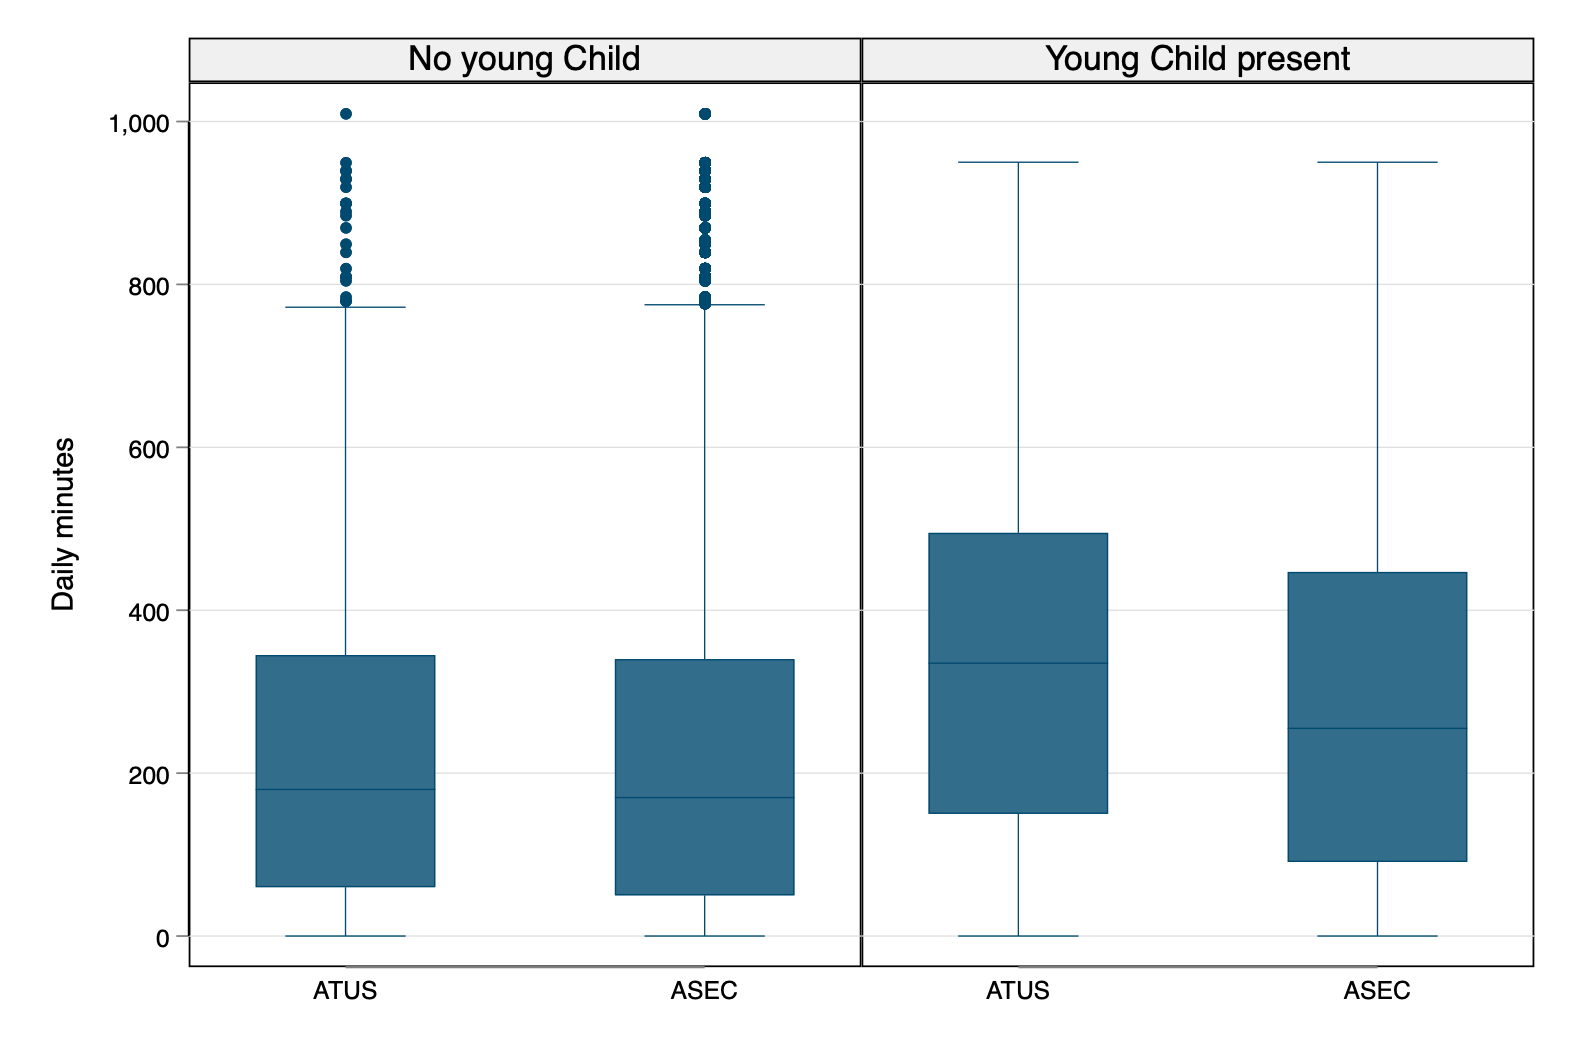 No young Child
Young Child present
Daily minutes
1,000
800
600
400
200
0
ATUS
ASEC
ATUS
ASEC